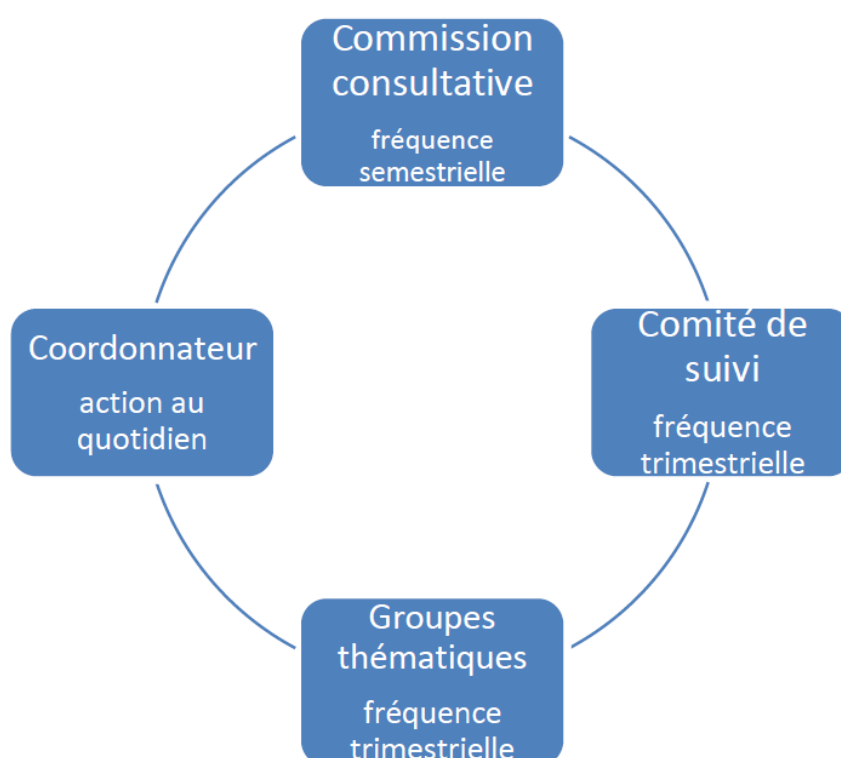 Commission
consultative
fréquence
semestrielle
Coordonnateur
action au
quotidien
Comité de
suivi
fréquence
trimestrielle
Groupes
thématiques
fréquence
trimestrielle